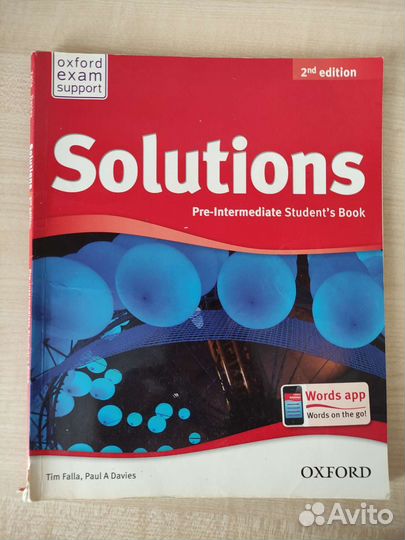 oxford
exam
support
2nd edition
Solutions
Pre-Intermediate Student's Book
Words app
Words on the go!
Tim Falla, Paul A Davies
OXFORD
Avito